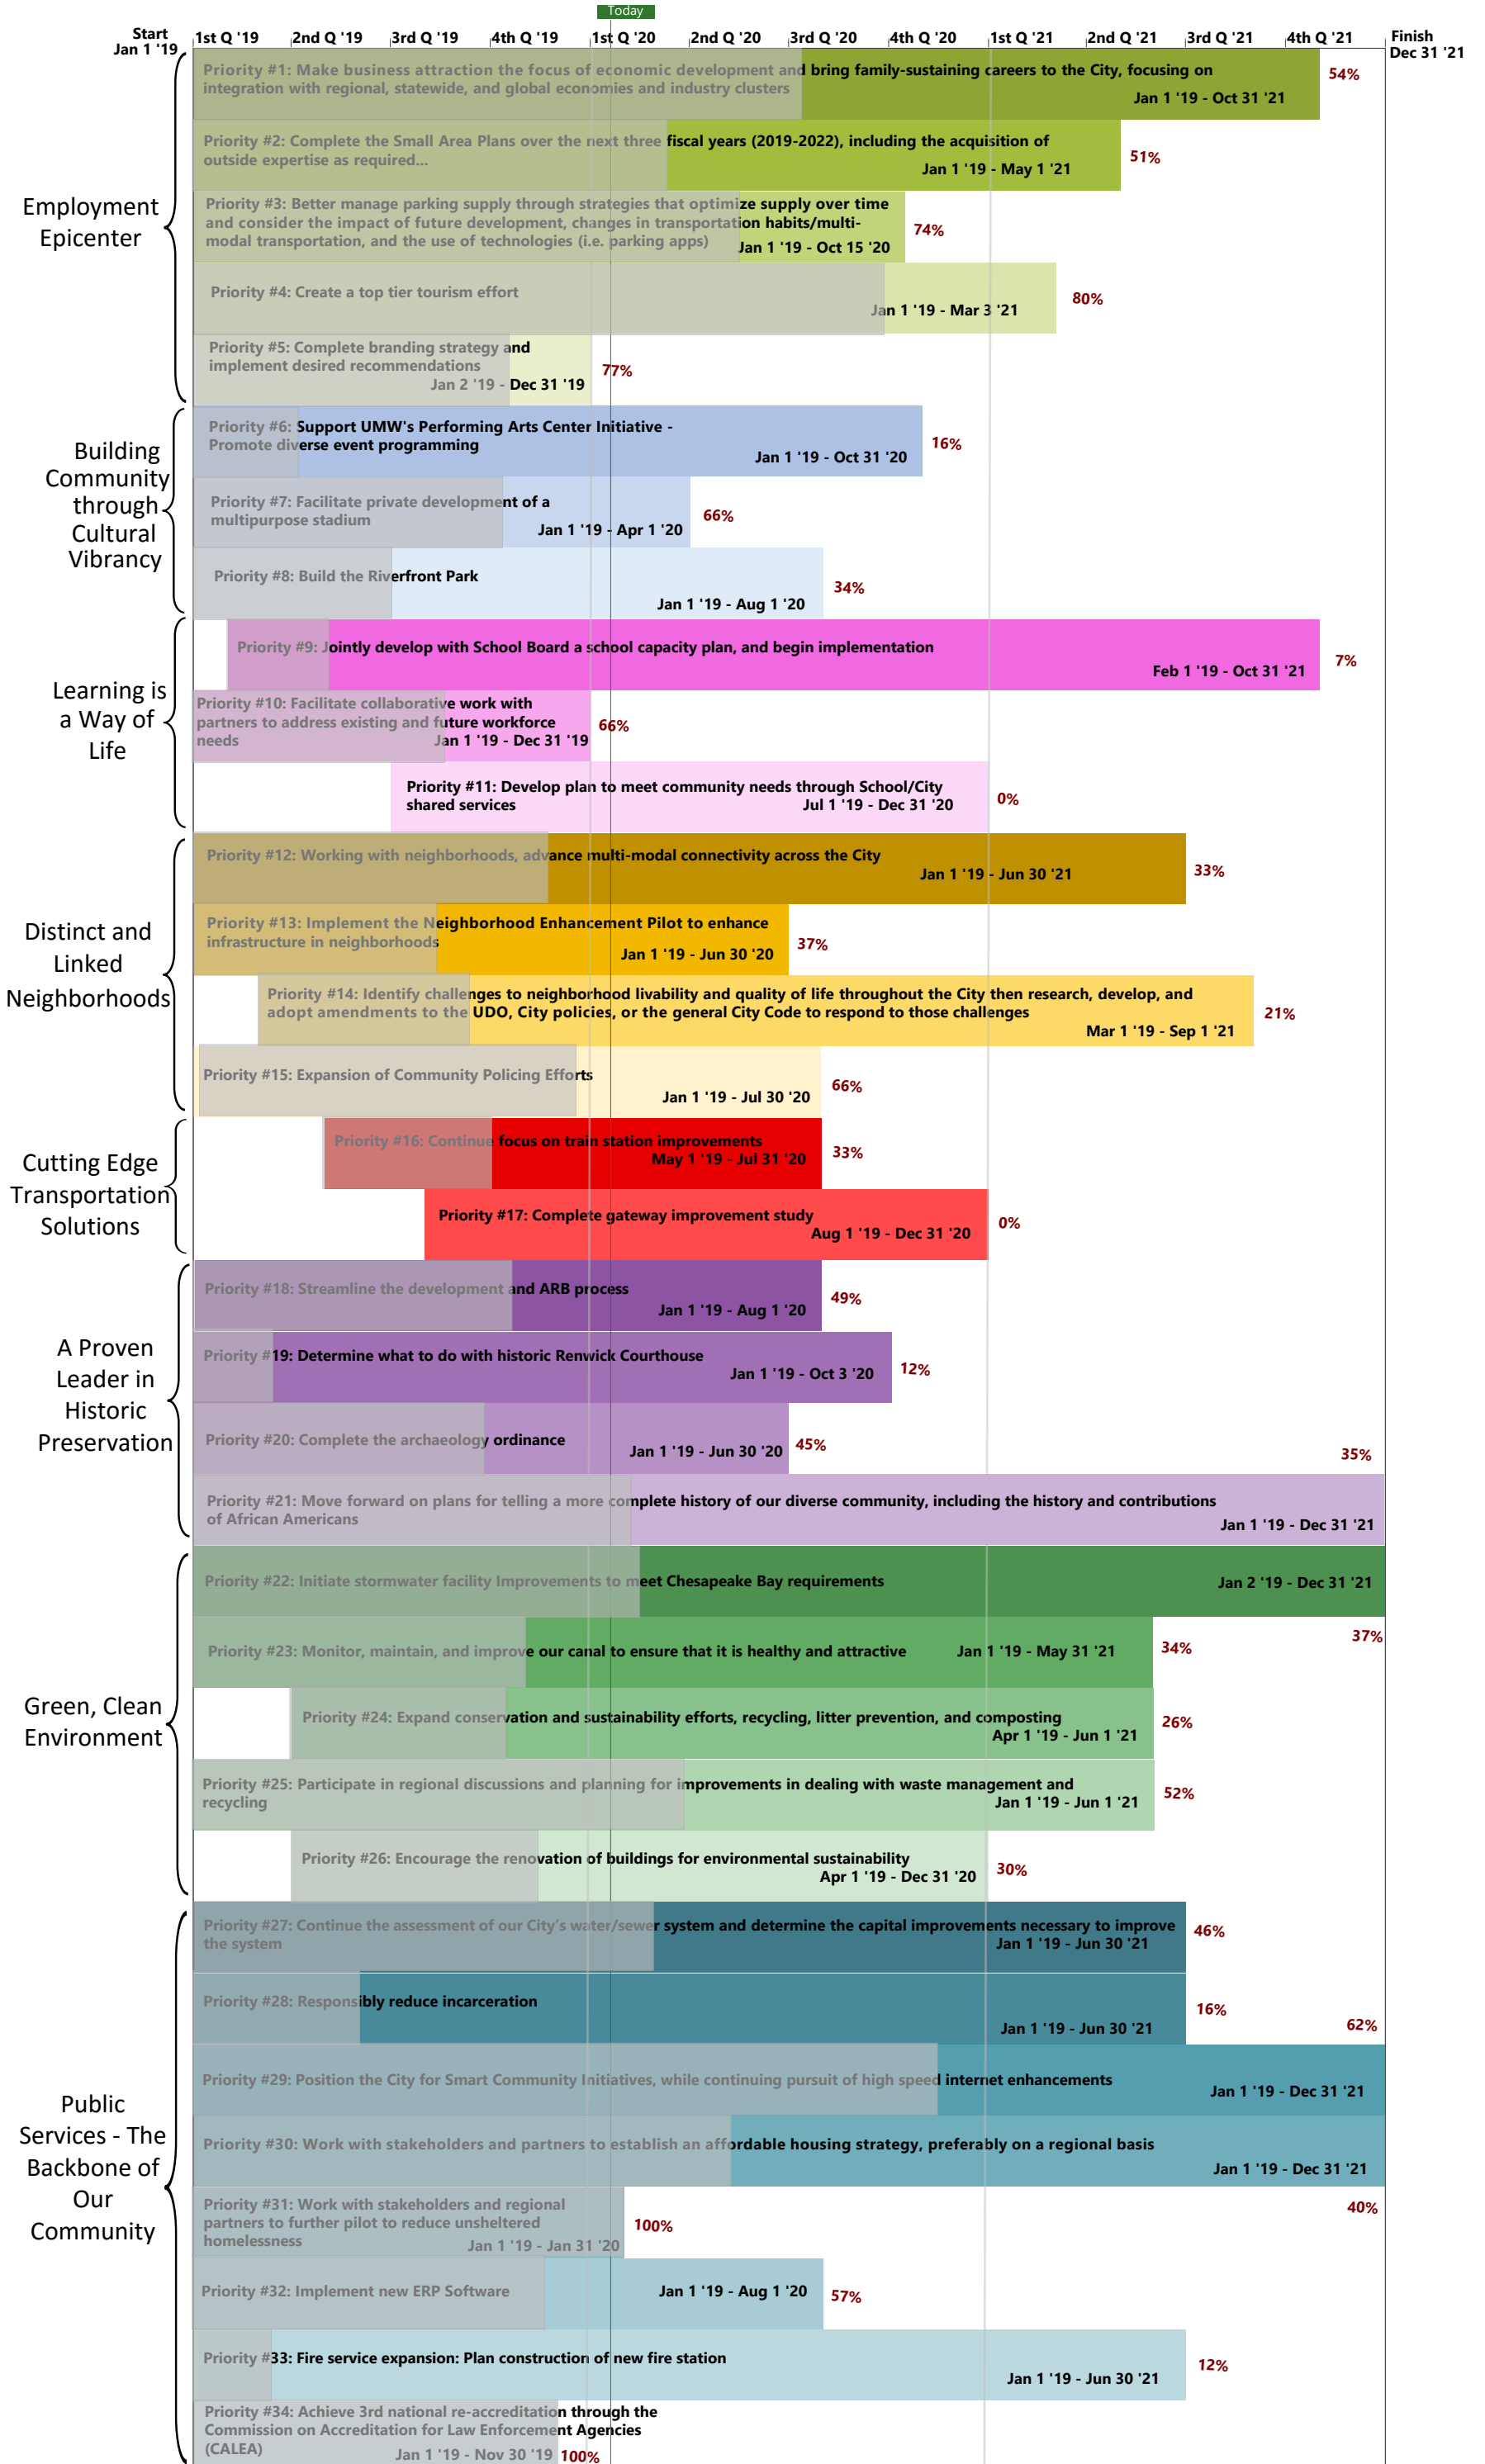 Today
Start
Jan 1 '19
1st Q '19
2nd Q '19
3rd Q '19
4th Q '19
1st Q '20
2nd Q '20
3rd Q '20
4th Q '20
1st Q '21
2nd Q '21
3rd Q '21
4th Q '21
Finish
Dec 31 '21
Employment
Epicenter
Priority #1: Make business attraction the focus of economic development and bring family-sustaining careers to the City, focusing on
integration with regional, statewide, and global economies and industry clusters
Jan 1 '19 - Oct 31 '21
54%
Priority #2: Complete the Small Area Plans over the next three fiscal years (2019-2022), including the acquisition of
outside expertise as required...
Jan 1 '19 - May 1 '21
51%
Priority #3: Better manage parking supply through strategies that optimize supply over time
and consider the impact of future development, changes in transportation habits/multi-
modal transportation, and the use of technologies (i.e. parking apps)
Jan 1 '19 - Oct 15 '20
74%
Priority #4: Create a top tier tourism effort
Jan 1 '19 - Mar 3 '21
80%
Priority #5: Complete branding strategy and
implement desired recommendations
Jan 2 '19 - Dec 31 '19
77%
Building
Community
through
Cultural
Vibrancy
Priority #6: Support UMW's Performing Arts Center Initiative -
Promote diverse event programming
Jan 1 '19 - Oct 31 '20
16%
Priority #7: Facilitate private development of a
multipurpose stadium
Jan 1 '19 - Apr 1 '20
66%
Priority #8: Build the Riverfront Park
Jan 1 '19 - Aug 1 '20
34%
Learning is
a Way of
Life
Priority #9: Jointly develop with School Board a school capacity plan, and begin implementation
Feb 1 '19 - Oct 31 '21
7%
Priority #10: Facilitate collaborative work with
partners to address existing and future workforce
needs
Jan 1 '19 - Dec 31 '19
66%
Priority #11: Develop plan to meet community needs through School/City
shared services
Jul 1 '19 - Dec 31 '20
0%
Distinct and
Linked
Neighborhoods
Priority #12: Working with neighborhoods, advance multi-modal connectivity across the City
Jan 1 '19 - Jun 30 '21
33%
Priority #13: Implement the Neighborhood Enhancement Pilot to enhance
infrastructure in neighborhoods
Jan 1 '19 - Jun 30 '20
37%
Priority #14: Identify challenges to neighborhood livability and quality of life throughout the City then research, develop, and
adopt amendments to the UDO, City policies, or the general City Code to respond to those challenges
Mar 1 '19 - Sep 1 '21
21%
Priority #15: Expansion of Community Policing Efforts
Jan 1 '19 - Jul 30 '20
66%
Cutting Edge
Transportation
Solutions
Priority #16: Continue focus on train station improvements
May 1 '19 - Jul 31 '20
33%
Priority #17: Complete gateway improvement study
Aug 1 '19 - Dec 31 '20
0%
A Proven
Leader in
Historic
Preservation
Priority #18: Streamline the development and ARB process
Jan 1 '19 - Aug 1 '20
49%
Priority #19: Determine what to do with historic Renwick Courthouse
Jan 1 '19 - Oct 3 '20
12%
Priority #20: Complete the archaeology ordinance
Jan 1 '19 - Jun 30 '20
45%
35%
Priority #21: Move forward on plans for telling a more complete history of our diverse community, including the history and contributions
of African Americans
Jan 1 '19 - Dec 31 '21
Green, Clean
Environment
Priority #22: Initiate stormwater facility Improvements to meet Chesapeake Bay requirements
Jan 2 '19 - Dec 31 '21
Priority #23: Monitor, maintain, and improve our canal to ensure that it is healthy and attractive
Jan 1 '19 - May 31 '21
34%
37%
Priority #24: Expand conservation and sustainability efforts, recycling, litter prevention, and composting
Apr 1 '19 - Jun 1 '21
26%
Priority #25: Participate in regional discussions and planning for improvements in dealing with waste management and
recycling
Jan 1 '19 - Jun 1 '21
52%
Priority #26: Encourage the renovation of buildings for environmental sustainability
Apr 1 '19 - Dec 31 '20
30%
Public
Services - The
Backbone of
Our
Community
Priority #27: Continue the assessment of our City's water/sewer system and determine the capital improvements necessary to improve
the system
Jan 1 '19 - Jun 30 '21
46%
Priority #28: Responsibly reduce incarceration
Jan 1 '19 - Jun 30 '21
16%
62%
Priority #29: Position the City for Smart Community Initiatives, while continuing pursuit of high speed internet enhancements
Jan 1 '19 - Dec 31 '21
Priority #30: Work with stakeholders and partners to establish an affordable housing strategy, preferably on a regional basis
Jan 1 '19 - Dec 31 '21
Priority #31: Work with stakeholders and regional
partners to further pilot to reduce unsheltered
homelessness
Jan 1 '19 - Jan 31 '20
100%
40%
Priority #32: Implement new ERP Software
Jan 1 '19 - Aug 1 '20
57%
Priority #33: Fire service expansion: Plan construction of new fire station
Jan 1 '19 - Jun 30 '21
12%
Priority #34: Achieve 3rd national re-accreditation through the
Commission on Accreditation for Law Enforcement Agencies
(CALEA)
Jan 1 '19 - Nov 30 '19
100%